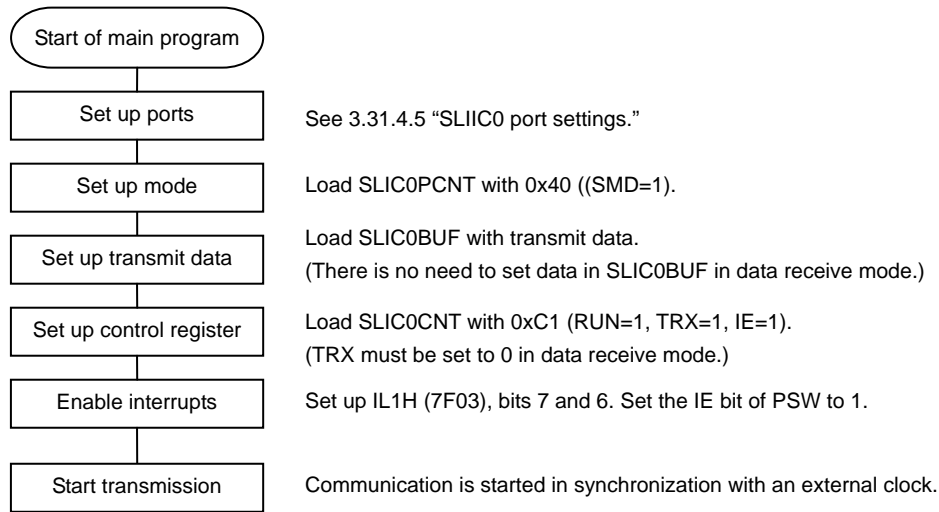 Start of main program
Set up ports
See 3.31.4.5 “SLIIC0 port settings.”
Set up mode
Load SLIC0PCNT with 0x40 ((SMD=1).
Set up transmit data
Load SLIC0BUF with transmit data.
(There is no need to set data in SLIC0BUF in data receive mode.)
Set up control register
Load SLIC0CNT with 0xC1 (RUN=1, TRX=1, IE=1).
(TRX must be set to 0 in data receive mode.)
Enable interrupts
Set up IL1H (7F03), bits 7 and 6. Set the IE bit of PSW to 1.
Start transmission
Communication is started in synchronization with an external clock.